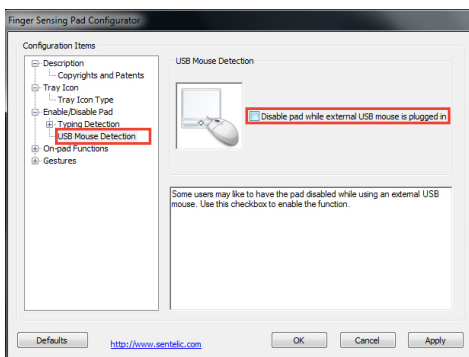 Finger Sensing Pad Configurator
Configuration Items
Description
Copyrights and Patents
Tray Icon
Tray Icon Type
Enable/Disable Pad
Typing Detection
USB Mouse Detection
On-pad Functions
Gestures
USB Mouse Detection
Disable pad while external USB mouse is plugged in
Some users may like to have the pad disabled while using an external USB
mouse. Use this checkbox to enable the function.
Defaults
http://www.sentelic.com
OK
Cancel
Apply